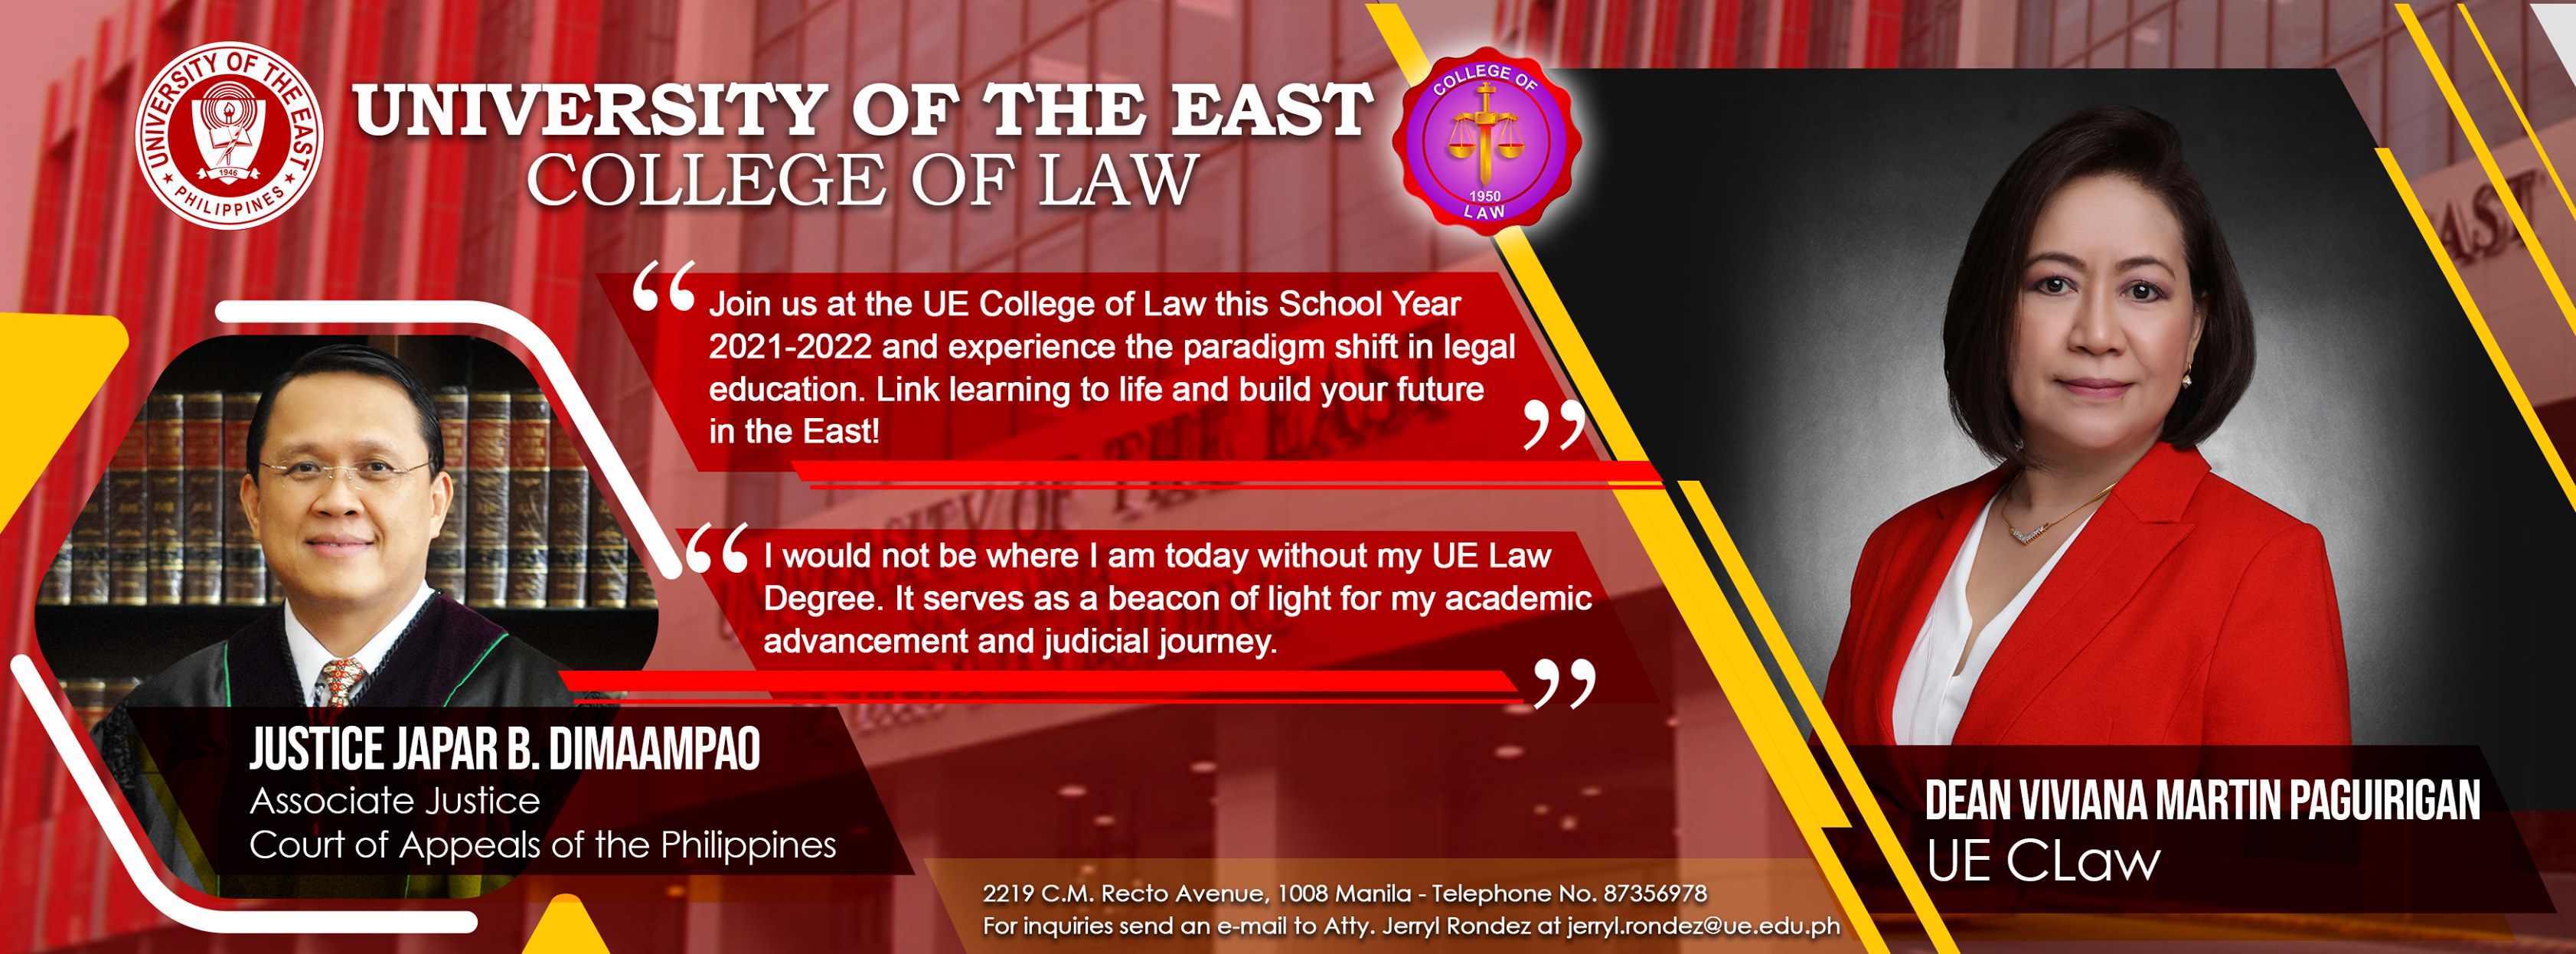 UNIVERSITY OF THE EAST
PHILIPPINES
1946
UNIVERSITY OF THE EAST
COLLEGE OF LAW
COLLEGE OF
1950
LAW
“ Join us at the UE College of Law this School Year
2021-2022 and experience the paradigm shift in legal
education. Link learning to life and build your future
in the East! ”
“ I would not be where I am today without my UE Law
Degree. It serves as a beacon of light for my academic
advancement and judicial journey. ”
JUSTICE JAPAR B. DIMAAMPAO
Associate Justice
Court of Appeals of the Philippines
DEAN VIVIANA MARTIN PAGUIRIGAN
UE CLaw
2219 C.M. Recto Avenue, 1008 Manila - Telephone No. 87356978
For inquiries send an e-mail to Atty. Jerryl Rondez at jerryl.rondez@ue.edu.ph
UNIVERSITY OF THE EAST